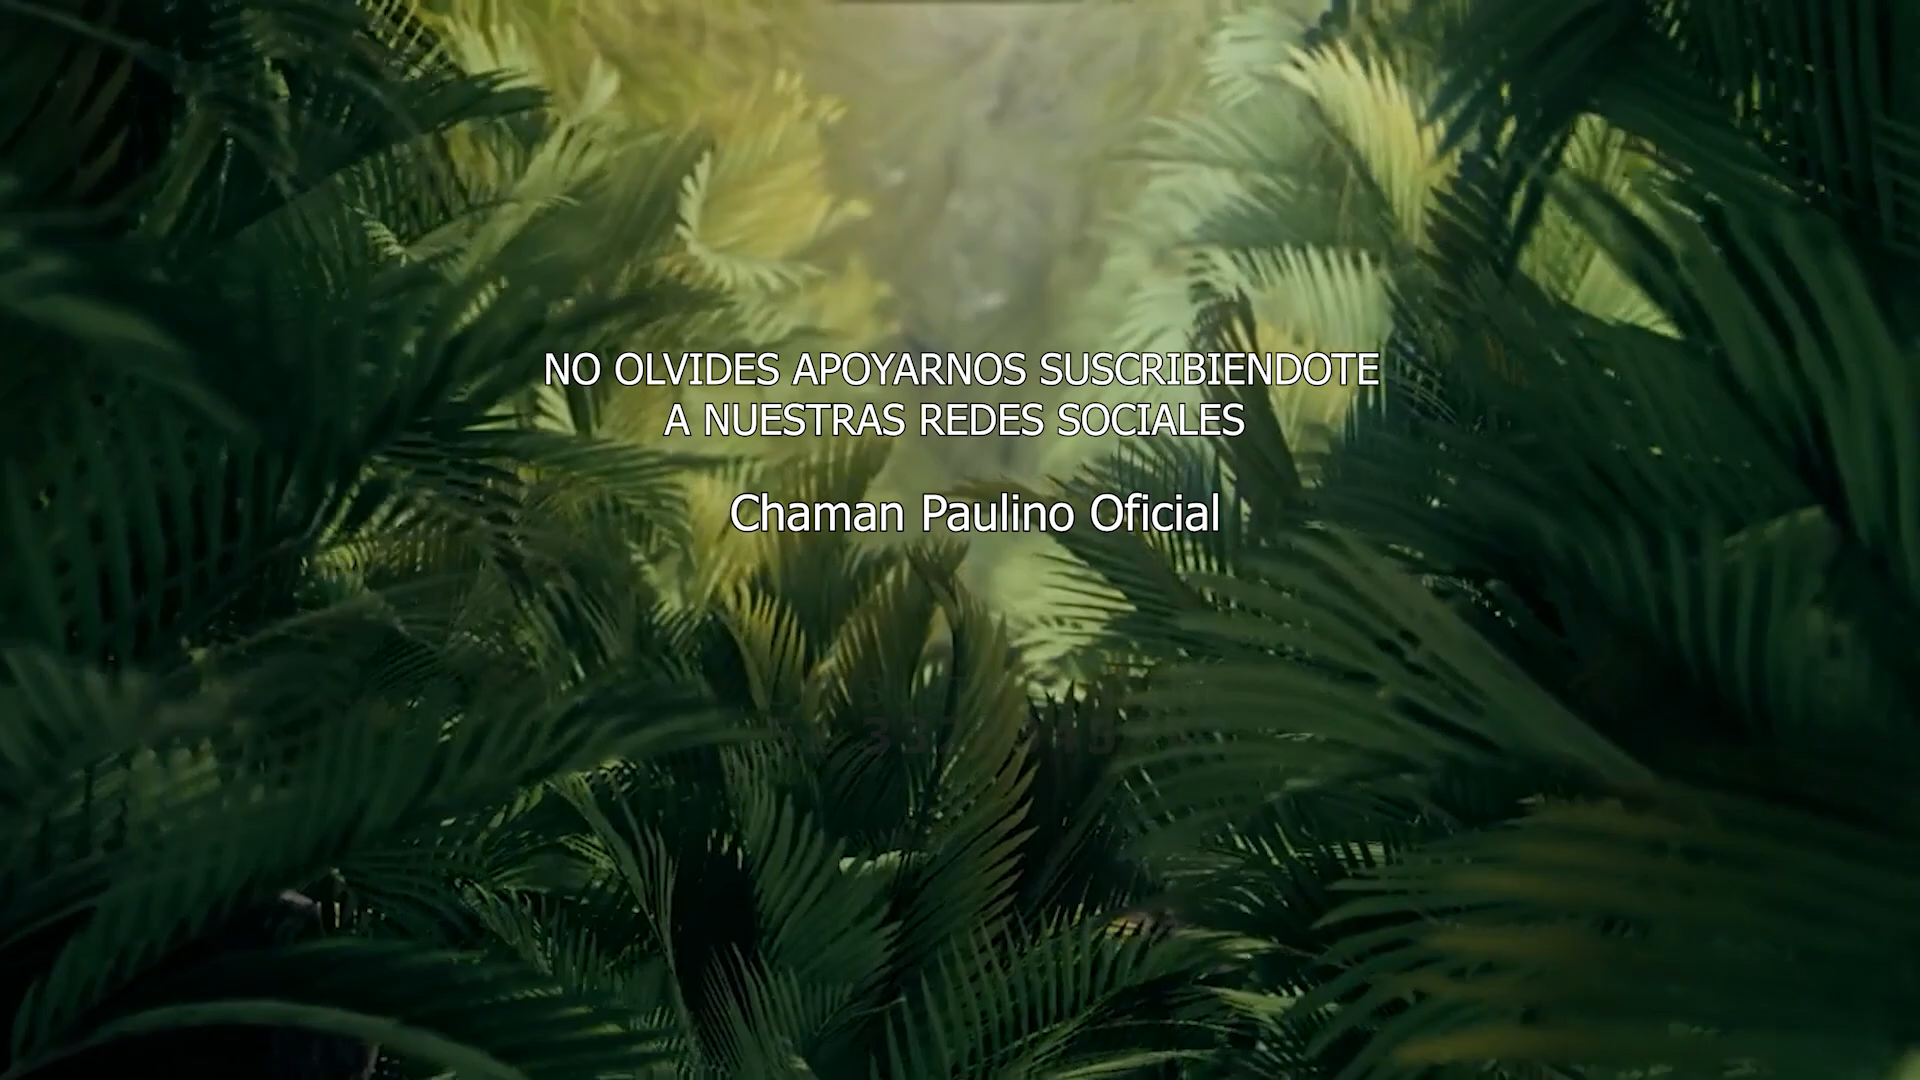 NO OLVIDES APOYARNOS SUSCRIBIENDOTE
A NUESTRAS REDES SOCIALES
Chaman Paulino Oficial